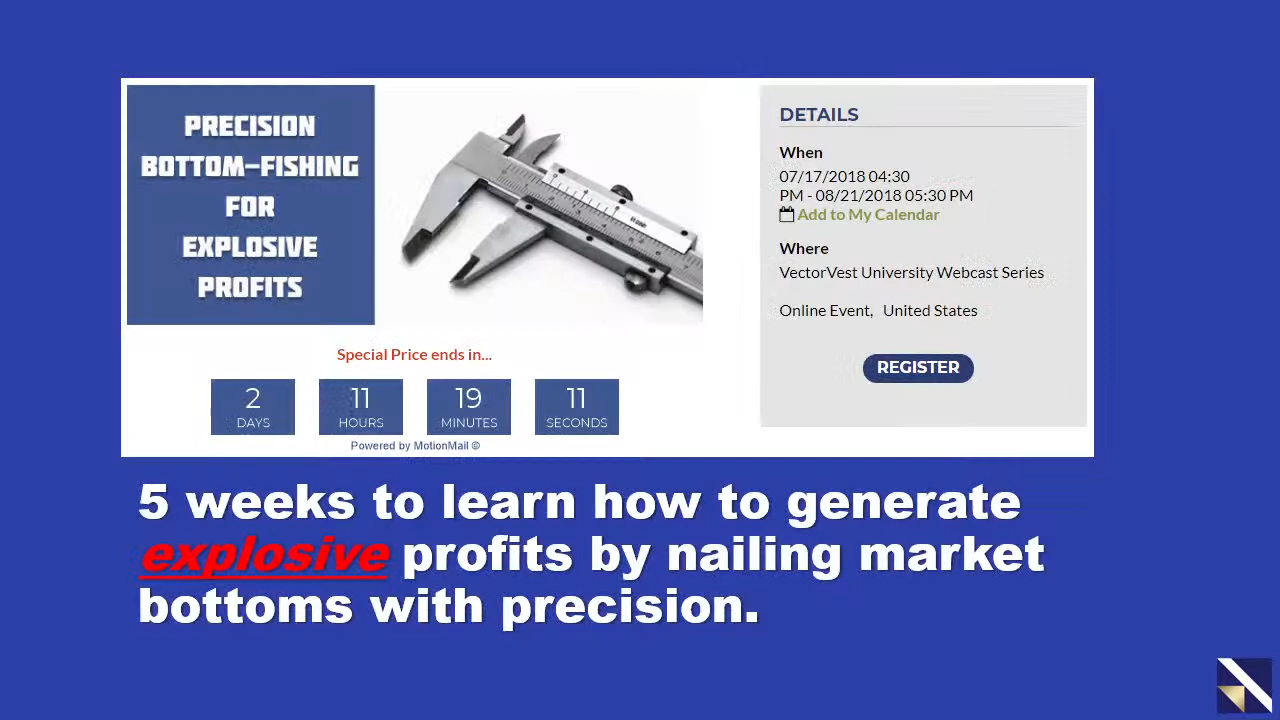 PRECISION
BOTTOM-FISHING
FOR
EXPLOSIVE
PROFITS
Special Price ends in...
2 11 19 11
DAYS HOURS MINUTES SECONDS
Powered by MotionMail ©
DETAILS
When
07/17/2018 04:30
PM - 08/21/2018 05:30 PM
Add to My Calendar
Where
VectorVest University Webcast Series
Online Event, United States
REGISTER
5 weeks to learn how to generate
explosive profits by nailing market
bottoms with precision.